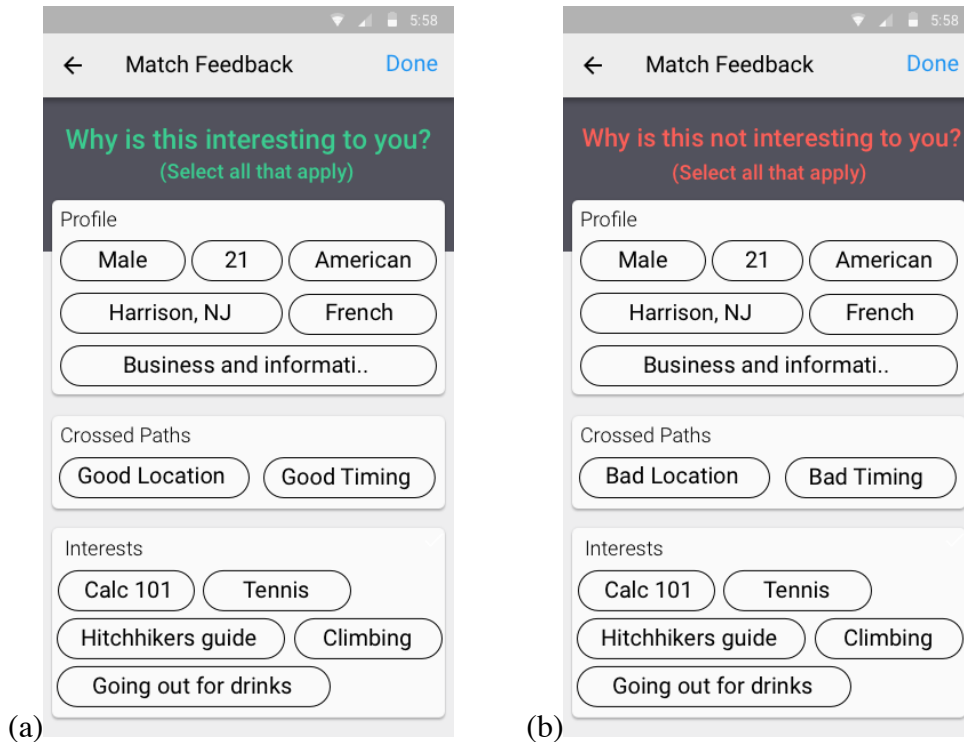 5:58
Match Feedback Done
Why is this interesting to you?
(Select all that apply)
Profile
Male 21 American
Harrison, NJ French
Business and informati..
Crossed Paths
Good Location Good Timing
Interests
Calc 101 Tennis
Hitchhikers guide Climbing
Going out for drinks
(a)
5:58
Match Feedback Done
Why is this not interesting to you?
(Select all that apply)
Profile
Male 21 American
Harrison, NJ French
Business and informati..
Crossed Paths
Bad Location Bad Timing
Interests
Calc 101 Tennis
Hitchhikers guide Climbing
Going out for drinks
(b)